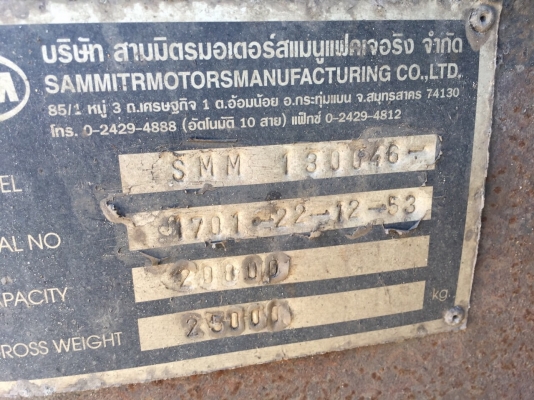 บริษัท สามมิตรมอเตอร์สแมนูแฟคเจอริง จำกัด
SAMMITRMOTORSMANUFACTURING CO.,LTD.
85/1 หมู่ 3 ถ.เศรษฐกิจ 1 ต.อ้อมน้อย อ.กระทุ่มแบน จ.สมุทรสาคร 74130
โทร. 0-2429-4888 (อัตโนมัติ 10 สาย) แฟ็กซ์ 0-2429-4812
EL SMM 130046-
AL NO 1701-22-12-53
APACITY 20000
ROSS WEIGHT 25000 kg.